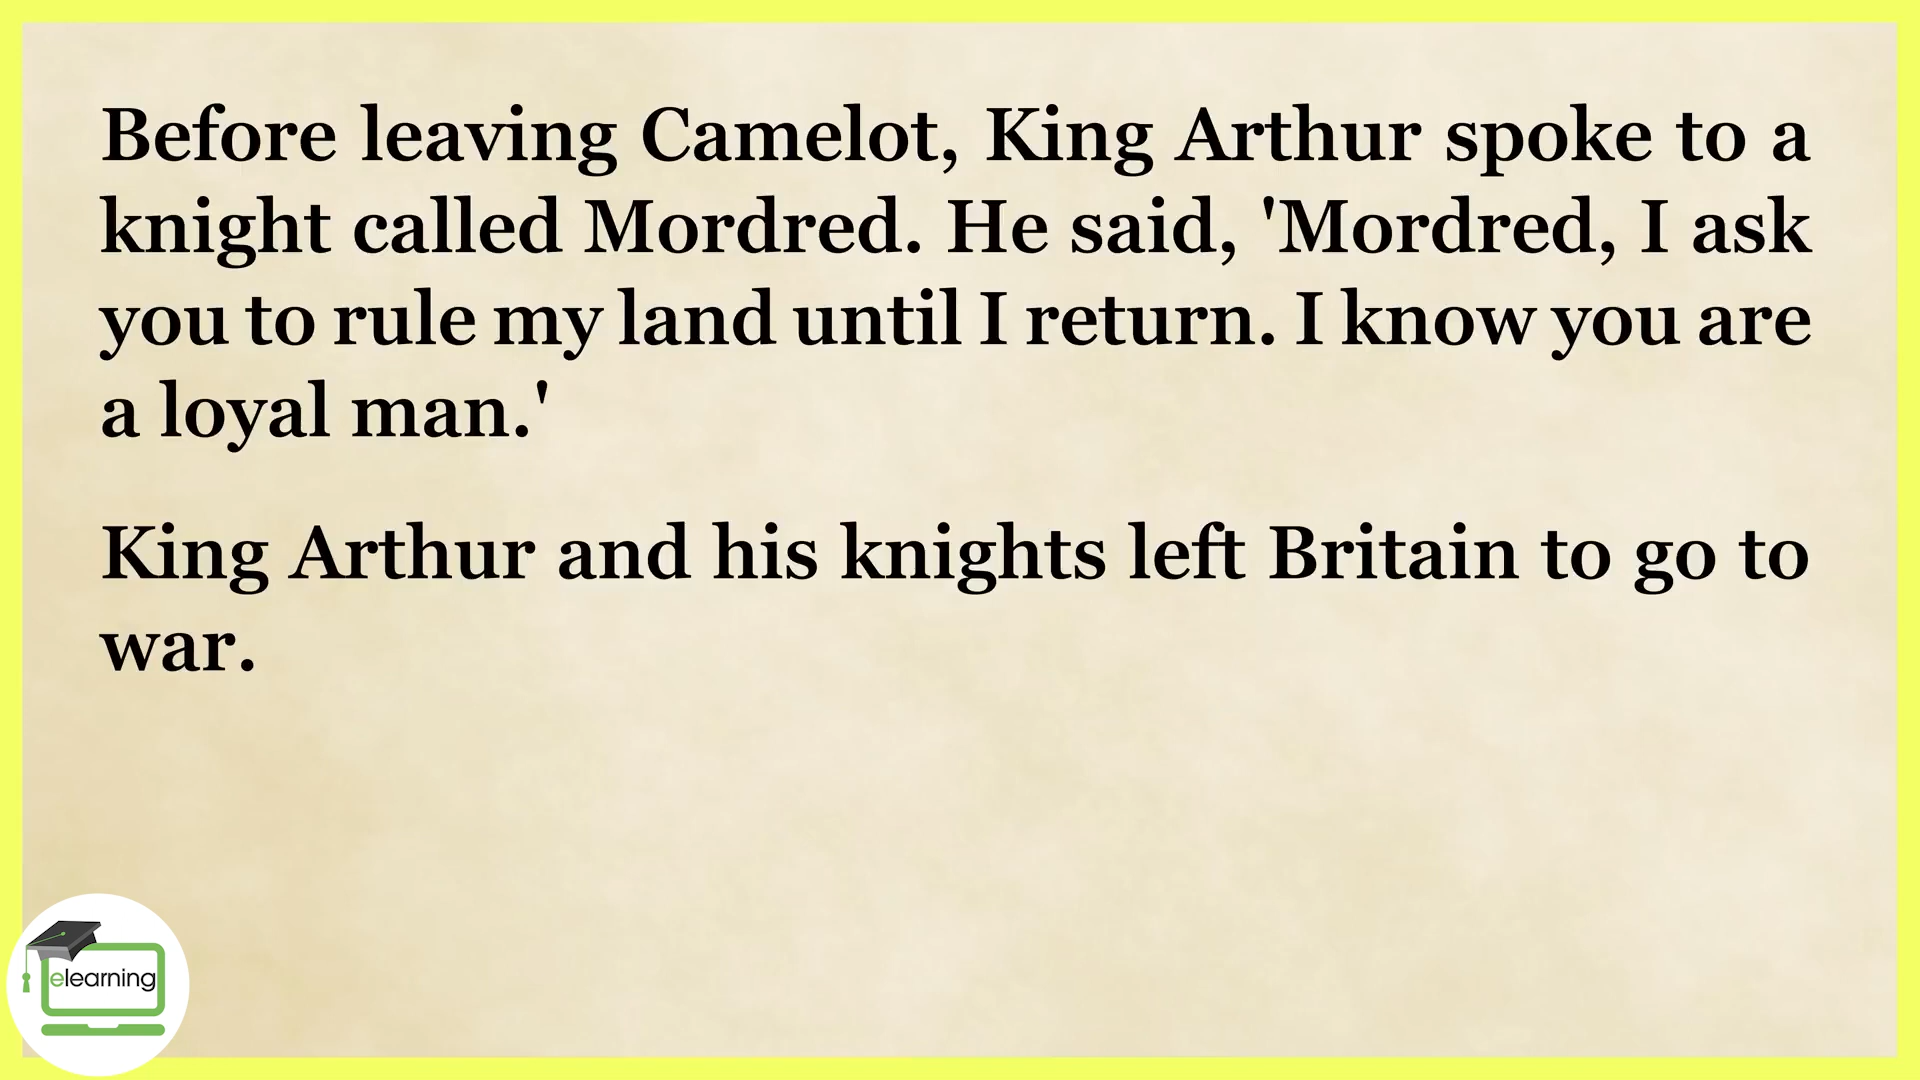 Before leaving Camelot, King Arthur spoke to a
knight called Mordred. He said, 'Mordred, I ask
you to rule my land until I return. I know you are
a loyal man.'
King Arthur and his knights left Britain to go to
war.
elearning